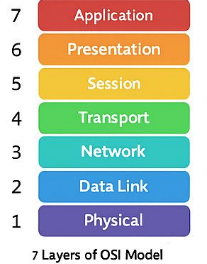 7 Application
6 Presentation
5 Session
4 Transport
3 Network
2 Data Link
1 Physical
7 Layers of OSI Model